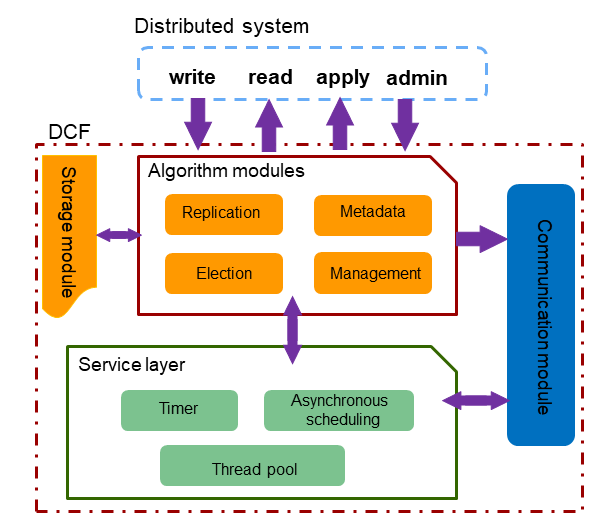 Distributed system
write read apply admin
DCF
Storage module
Algorithm modules
Replication
Metadata
Election
Management
Communication module
Service layer
Timer
Asynchronous
scheduling
Thread pool